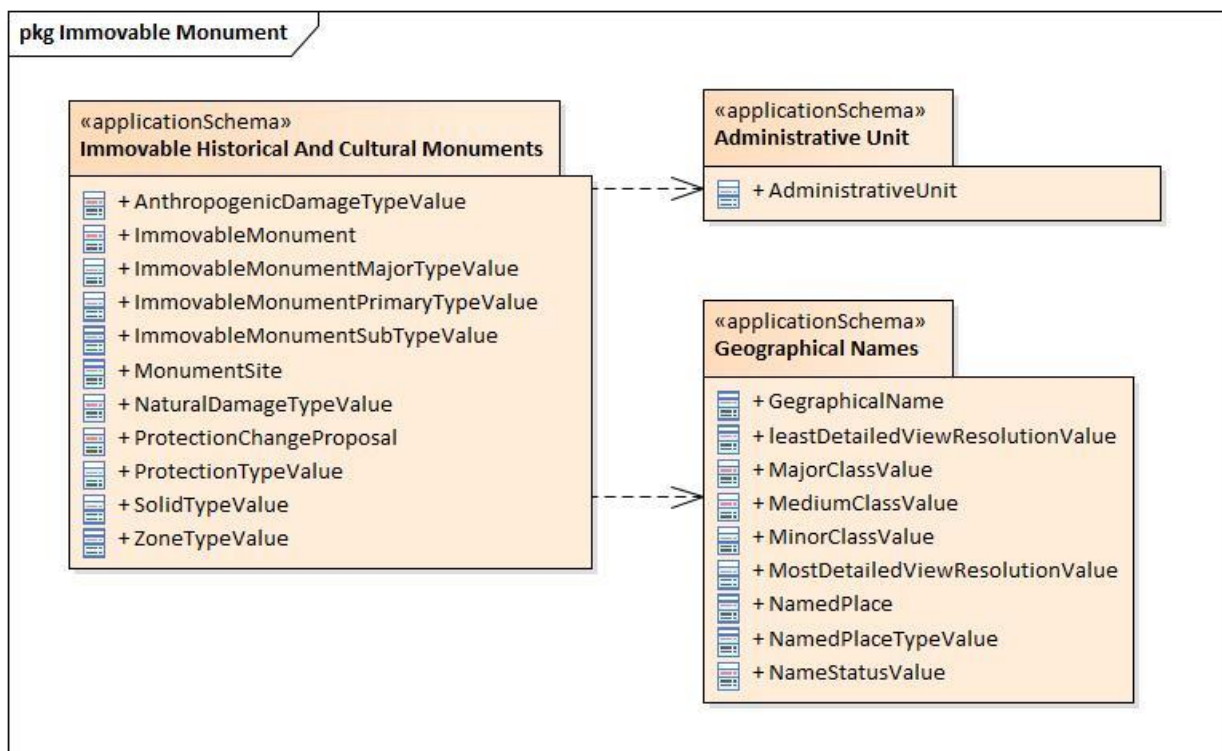 pkg Immovable Monument
«applicationSchema»
Immovable Historical And Cultural Monuments
+ AnthropogenicDamageTypeValue
+ ImmovableMonument
+ ImmovableMonumentMajorTypeValue
+ ImmovableMonumentPrimaryTypeValue
+ ImmovableMonumentSubTypeValue
+ MonumentSite
+ NaturalDamageTypeValue
+ ProtectionChangeProposal
+ ProtectionTypeValue
+ SolidTypeValue
+ ZoneTypeValue
«applicationSchema»
Administrative Unit
+ AdministrativeUnit
«applicationSchema»
Geographical Names
+ GegraphicalName
+ leastDetailedViewResolutionValue
+ MajorClassValue
+ MediumClassValue
+ MinorClassValue
+ MostDetailedViewResolutionValue
+ NamedPlace
+ NamedPlaceTypeValue
+ NameStatusValue